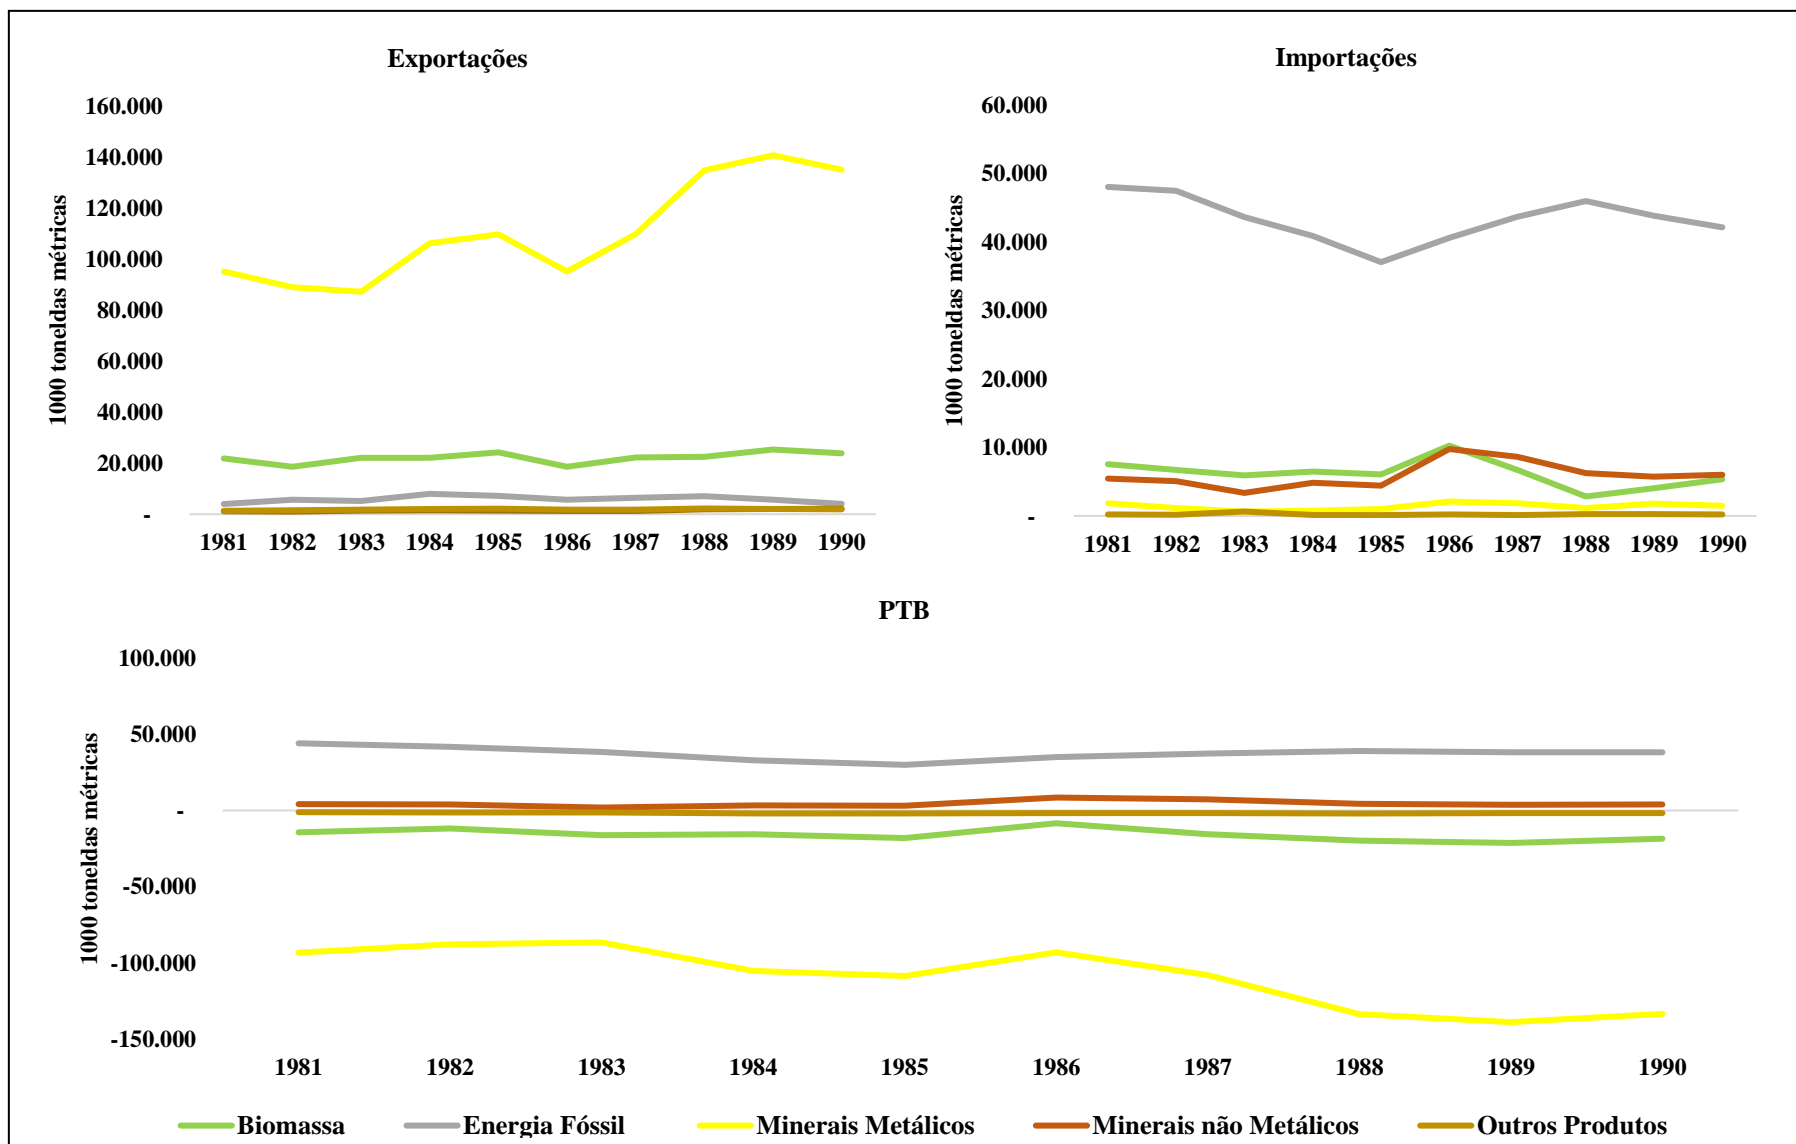 Exportações
160.000
140.000
120.000
100.000
80.000
60.000
40.000
20.000
-
1000 toneldas métricas
1981 1982 1983 1984 1985 1986 1987 1988 1989 1990
Importações
60.000
50.000
40.000
30.000
20.000
10.000
-
1000 toneldas métricas
1981 1982 1983 1984 1985 1986 1987 1988 1989 1990
PTB
100.000
50.000
-
-50.000
-100.000
-150.000
1000 toneldas métricas
1981 1982 1983 1984 1985 1986 1987 1988 1989 1990
Biomassa Energia Fóssil Minerais Metálicos Minerais não Metálicos Outros Produtos